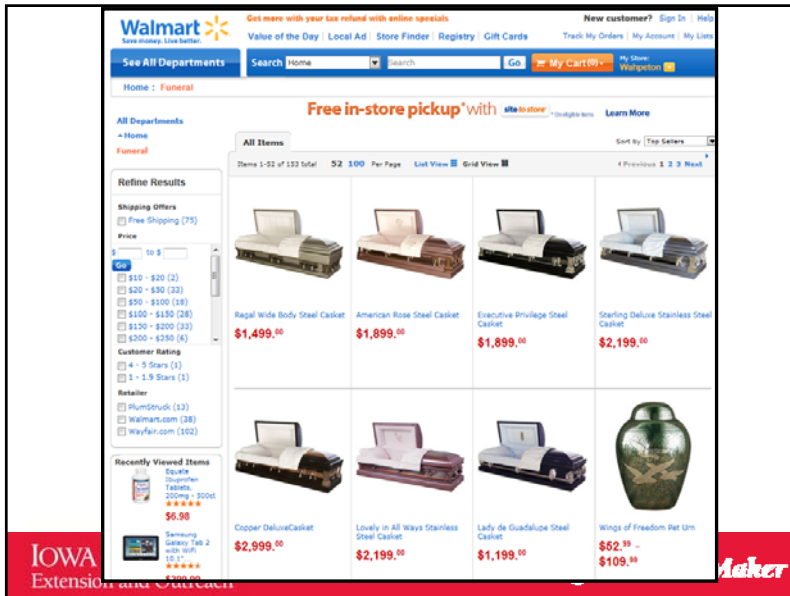 Get more with your tax refund with online specials
New customer? Sign In | Help
Walmart
Save money. Live better.
Value of the Day | Local Ad | Store Finder | Registry | Gift Cards
Track My Orders | My Account | My Lists
See All Departments
Search Home Search Go My Cart (0)
My Store:
Wahpeton
Home : Funeral
Free in-store pickup* with site to store * On eligible items Learn More
All Departments
Home
Funeral
All Items
Sort by Top Sellers
Items 1-52 of 153 total 52 100 Per Page List View Grid View
Previous 1 2 3 Next
Refine Results
Shipping Offers
Free Shipping (75)
Price
$ to $
Go
$10 - $20 (2)
$20 - $50 (33)
$50 - $100 (18)
$100 - $150 (28)
$150 - $200 (33)
$200 - $250 (6)
Customer Rating
4 - 5 Stars (1)
1 - 1.9 Stars (1)
Retailer
PlumStruck (13)
Walmart.com (38)
Wayfair.com (102)
Recently Viewed Items
Equate
Ibuprofen
Tablets,
200mg - 500ct
$6.98
Samsung
Galaxy Tab 2
with WiFi
10.1"
Regal Wide Body Steel Casket
$1,499.00
American Rose Steel Casket
$1,899.00
Executive Privilege Steel
Casket
$1,899.00
Sterling Deluxe Stainless Steel
Casket
$2,199.00
Copper DeluxeCasket
$2,999.00
Lovely in All Ways Stainless
Steel Casket
$2,199.00
Lady de Guadalupe Steel
Casket
$1,199.00
Wings of Freedom Pet Urn
$52.99 -
$109.99
IOWA
Extension and Outreach
Maker